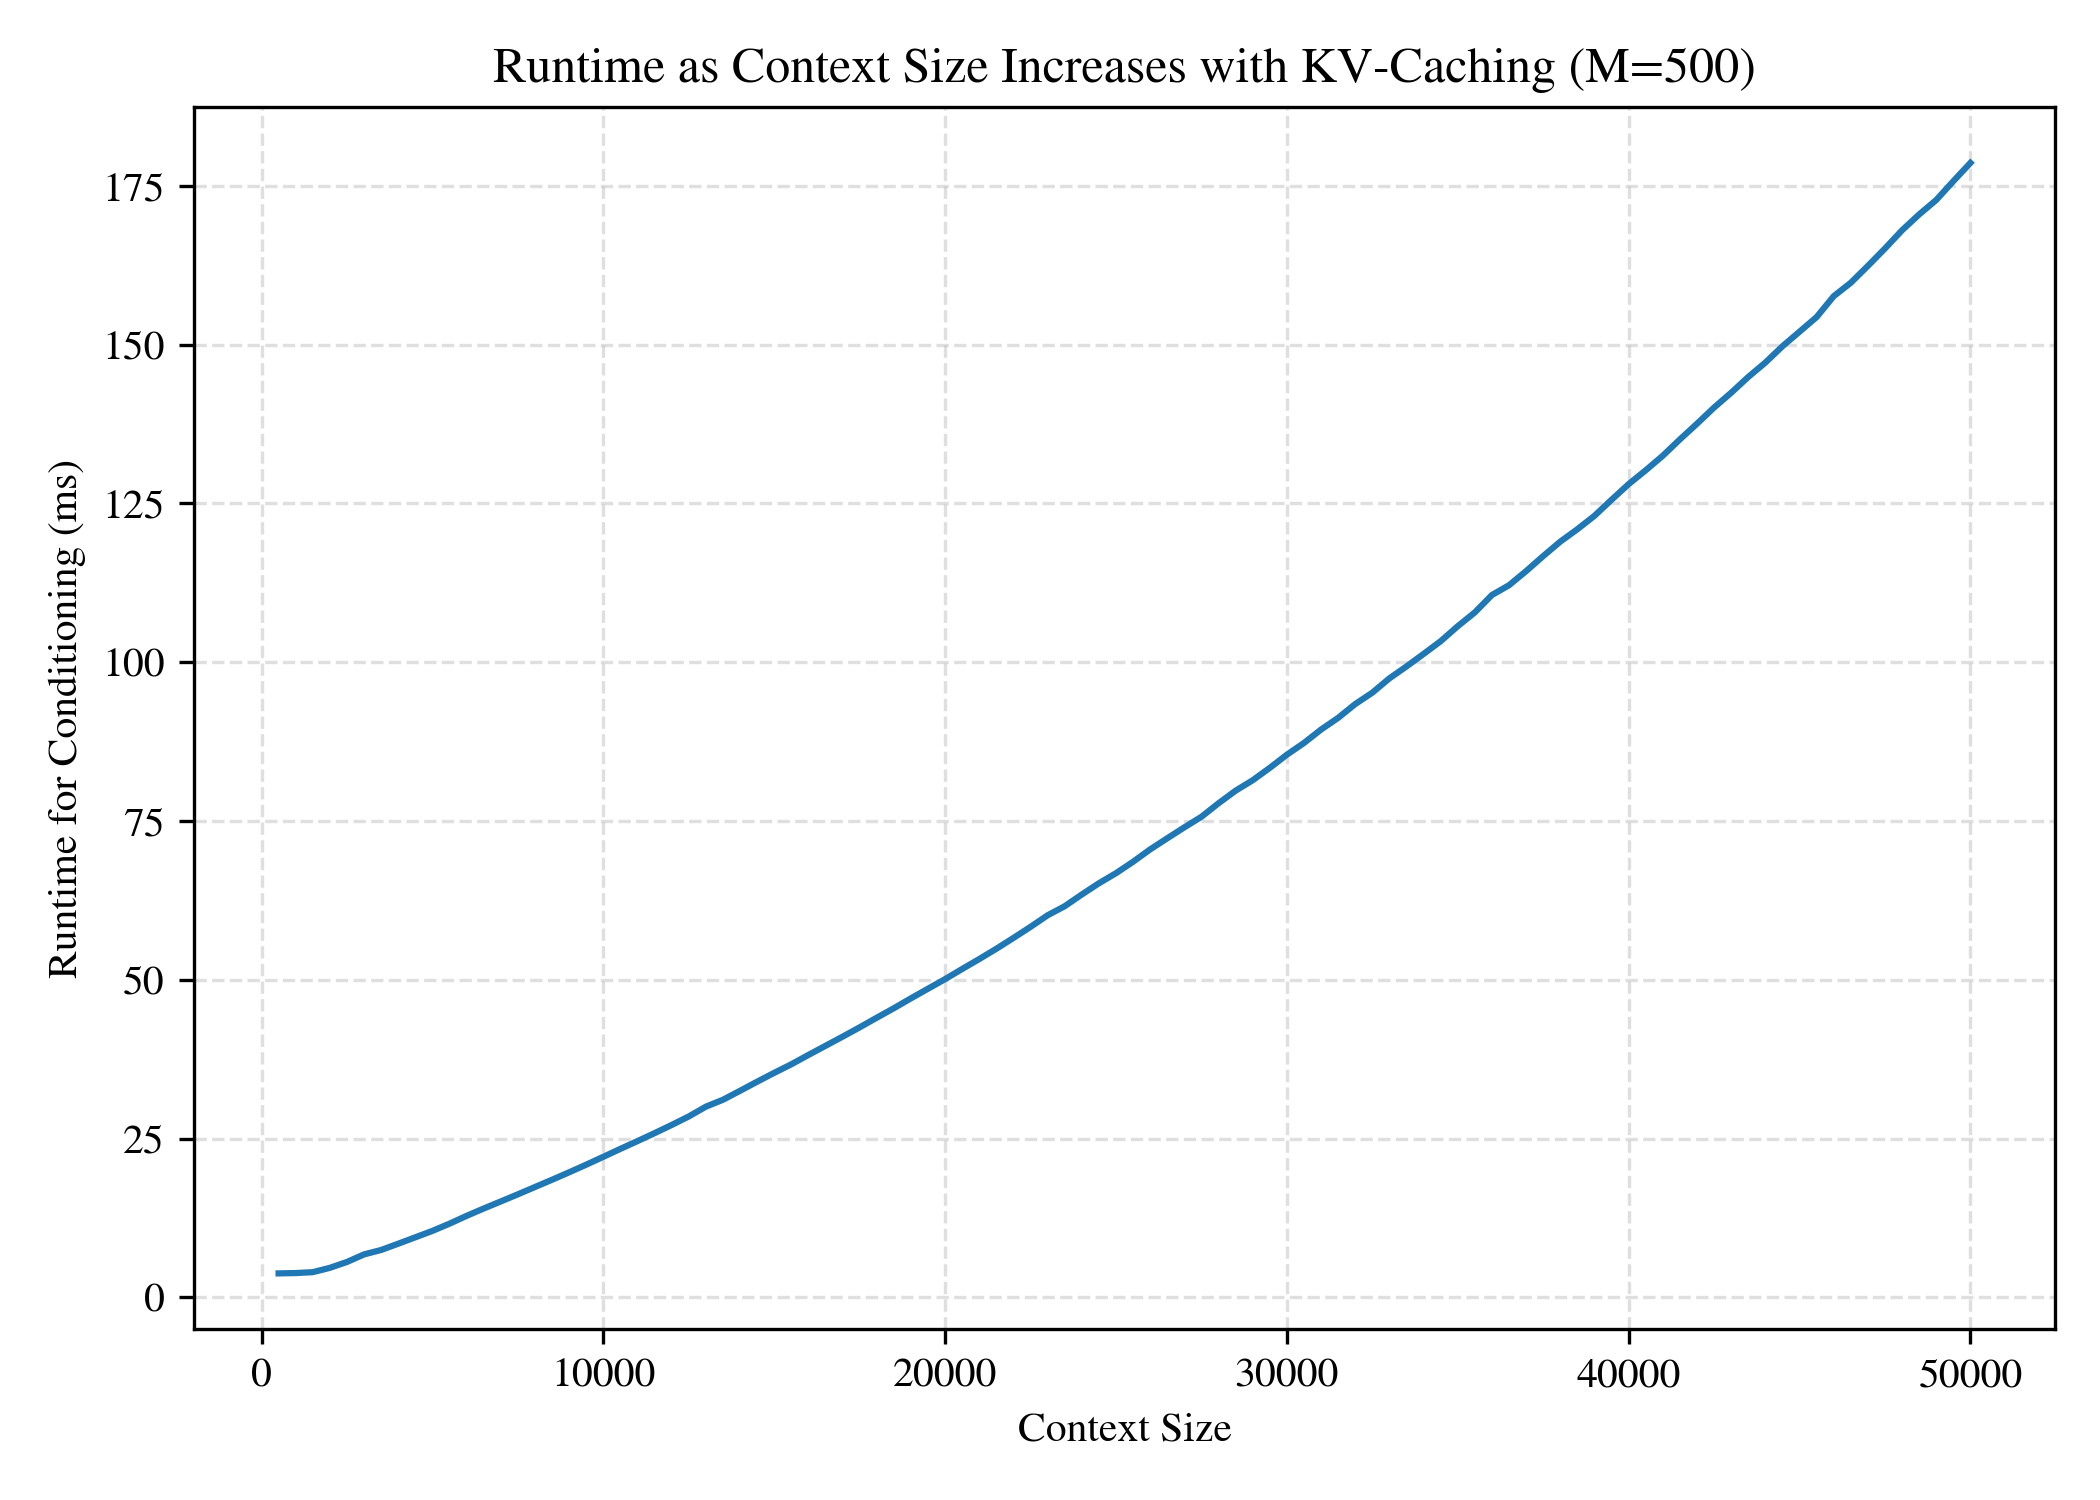 Runtime as Context Size Increases with KV-Caching (M=500)
Runtime for Conditioning (ms)
175
150
125
100
75
50
25
0
0 10000 20000 30000 40000 50000
Context Size